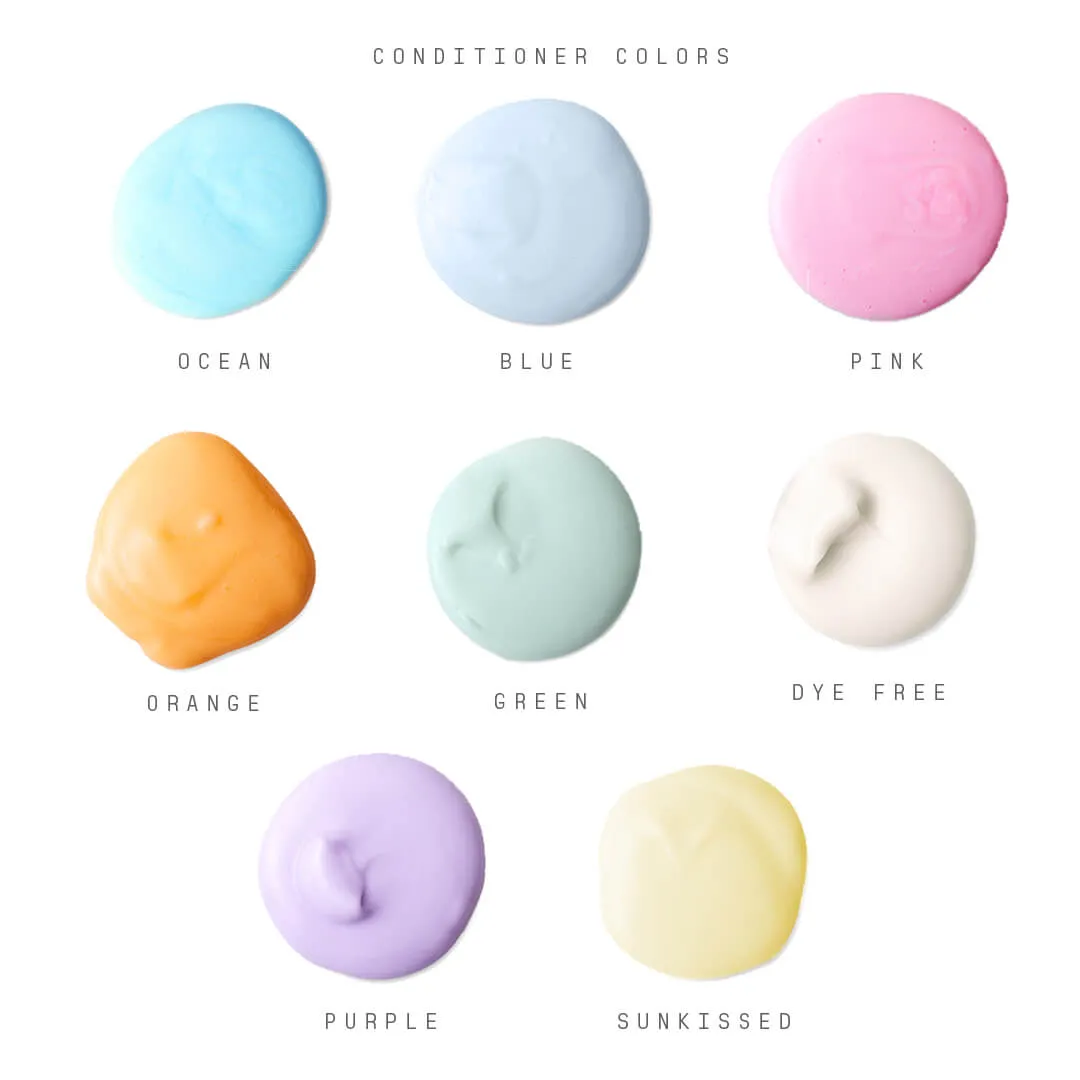 CONDITIONER COLORS
OCEAN
BLUE
PINK
ORANGE
GREEN
DYE FREE
PURPLE
SUNKISSED